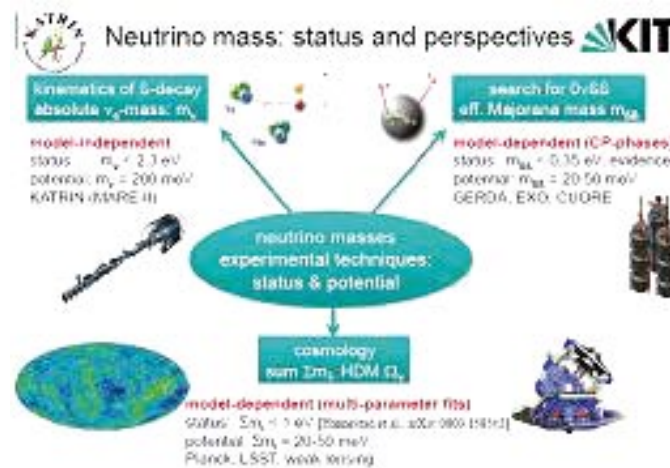 KATRIN
Neutrino mass: status and perspectives
KIT
kinematics of ß-decay
absolute νₑ-mass: mᵥ
model-independent
status: mᵥ < 2.3 eV
potential: mᵥ = 200 meV
KATRIN (MARE-II)
search for 0νßß
eff. Majorana mass mßß
model-dependent (CP-phases)
status: mßß < 0.35 eV, evidence
potential: mßß = 20-50 meV
GERDA, EXO, CUORE
neutrino masses
experimental techniques:
status & potential
cosmology
sum Σmᵢ, HDM Ωᵥ
model-dependent (multi-parameter fits)
status: Σmᵢ < 1 eV
potential: Σmᵢ = 20-50 meV
Planck, LSST, weak lensing